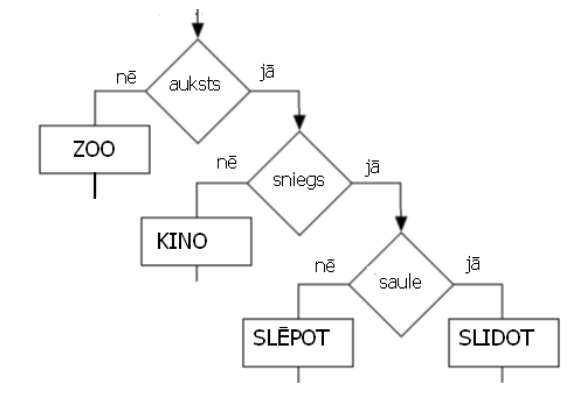 nē
auksts
jā
ZOO
nē
sniegs
jā
KINO
nē
saule
jā
SLĒPOT
SLIDOT